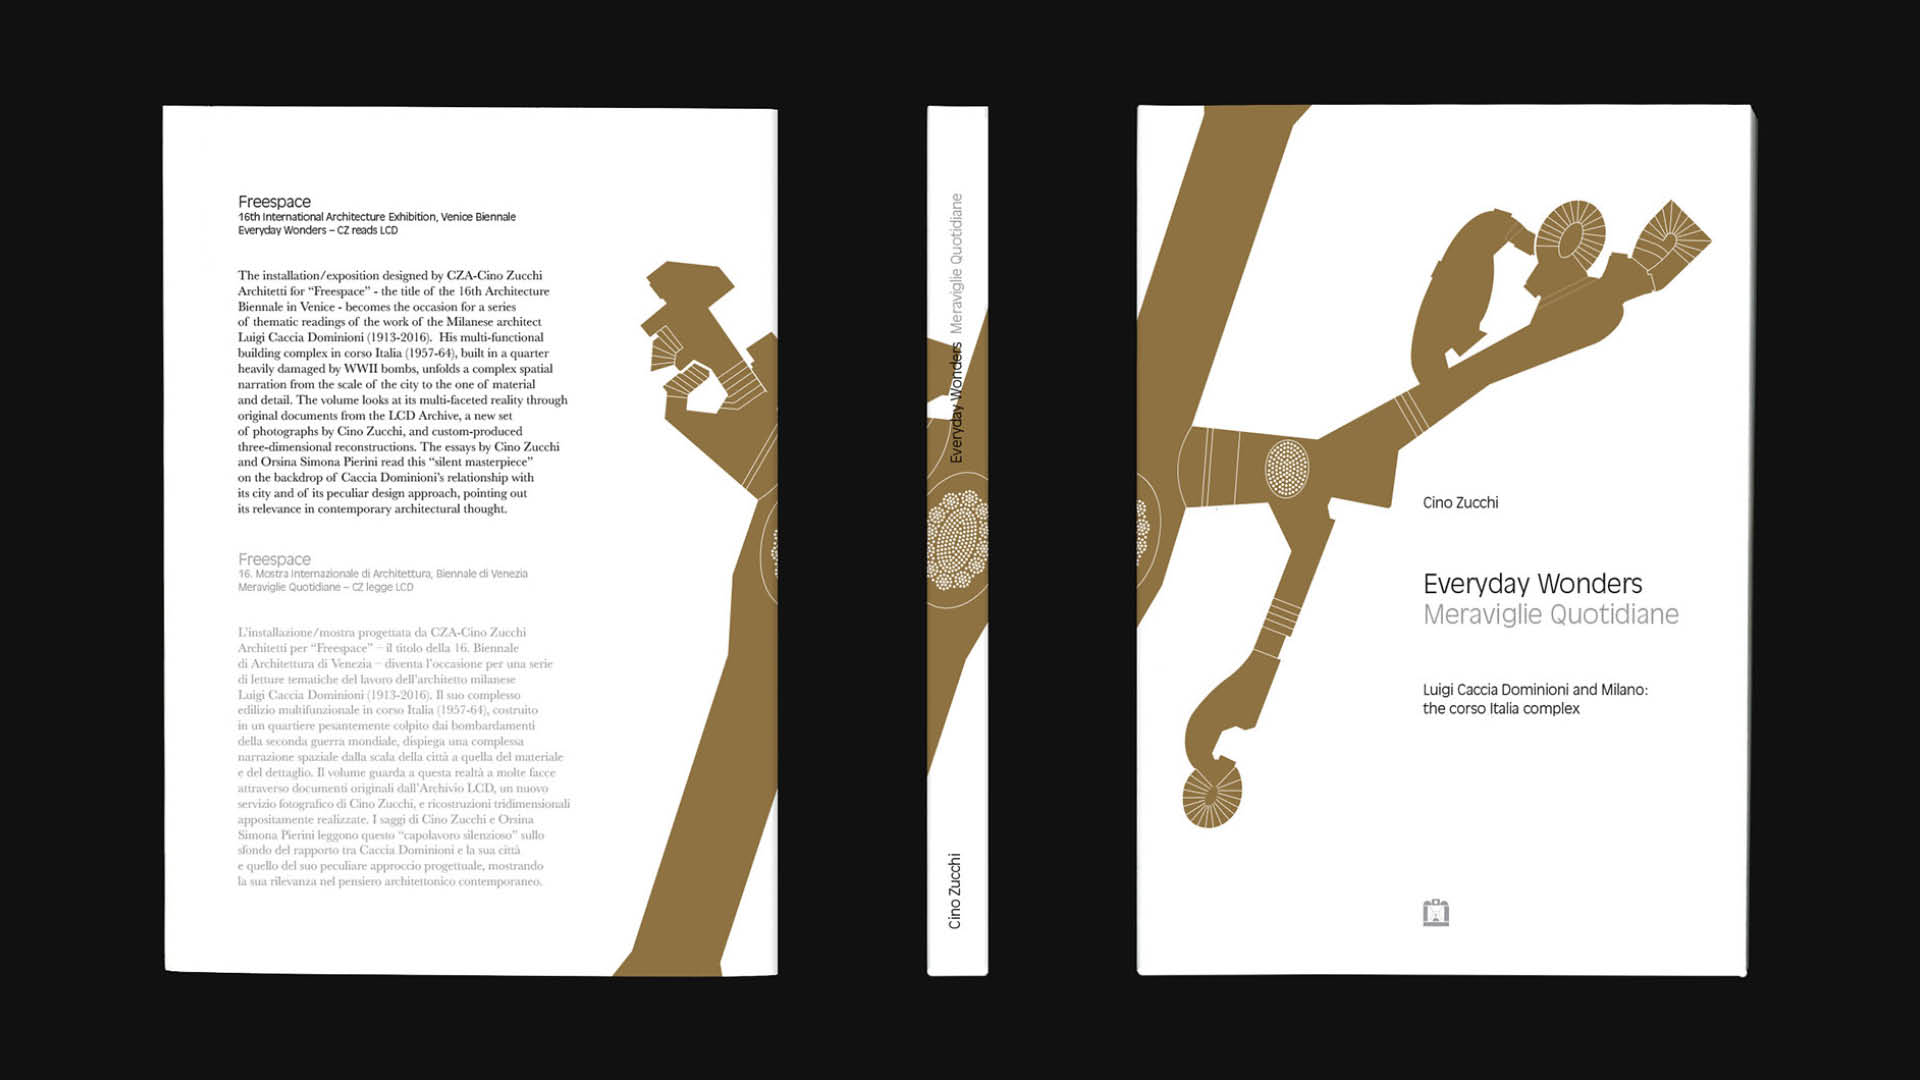 Freespace
16th International Architecture Exhibition, Venice Biennale
Everyday Wonders – CZ reads LCD
The installation/exposition designed by CZA-Cino Zucchi
Architetti for “Freespace” - the title of the 16th Architecture
Biennale in Venice - becomes the occasion for a series
of thematic readings of the work of the Milanese architect
Luigi Caccia Dominioni (1913-2016). His multi-functional
building complex in corso Italia (1957-64), built in a quarter
heavily damaged by WWII bombs, unfolds a complex spatial
narration from the scale of the city to the one of material
and detail. The volume looks at its multi-faceted reality through
original documents from the LCD Archive, a new set
of photographs by Cino Zucchi, and custom-produced
three-dimensional reconstructions. The essays by Cino Zucchi
and Orsina Simona Pierini read this “silent masterpiece”
on the backdrop of Caccia Dominioni’s relationship with
its city and of its peculiar design approach, pointing out
its relevance in contemporary architectural thought.
Freespace
16. Mostra Internazionale di Architettura, Biennale di Venezia
Meraviglie Quotidiane – CZ legge LCD
L’installazione/mostra progettata da CZA-Cino Zucchi
Architetti per “Freespace” – il titolo della 16. Biennale
di Architettura di Venezia – diventa l’occasione per una serie
di letture tematiche del lavoro dell’architetto milanese
Luigi Caccia Dominioni (1913-2016). Il suo complesso
edilizio multifunzionale in corso Italia (1957-64), costruito
in un quartiere pesantemente colpito dai bombardamenti
della seconda guerra mondiale, dispiega una complessa
narrazione spaziale dalla scala della città a quella del materiale
e del dettaglio. Il volume guarda a questa realtà a molte facce
attraverso documenti originali dall’Archivio LCD, un nuovo
servizio fotografico di Cino Zucchi, e ricostruzioni tridimensionali
appositamente realizzate. I saggi di Cino Zucchi e Orsina
Simona Pierini leggono questo “capolavoro silenzioso” sullo
sfondo del rapporto tra Caccia Dominioni e la sua città
e quello del suo peculiare approccio progettuale, mostrando
la sua rilevanza nel pensiero architettonico contemporaneo.
Cino Zucchi
Everyday Wonders Meraviglie Quotidiane
Cino Zucchi
Everyday Wonders
Meraviglie Quotidiane
Luigi Caccia Dominioni and Milano:
the corso Italia complex